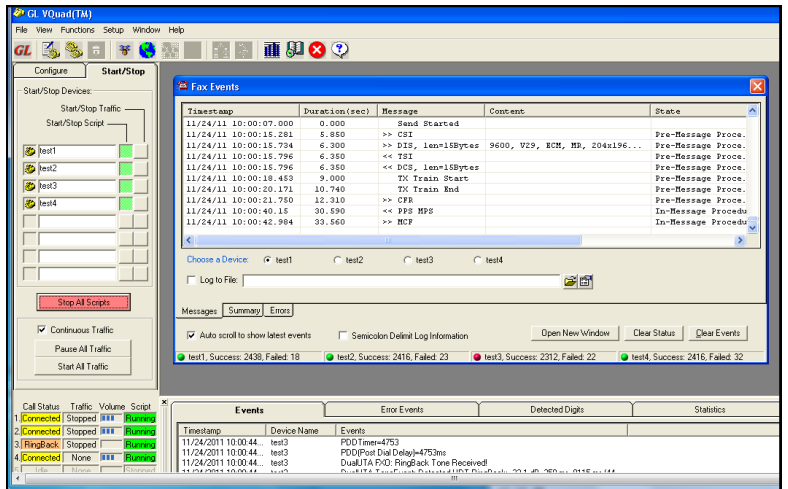 GL VQuad(TM)
File View Functions Setup Window Help
GL
Configure Start/Stop
Start/Stop Devices:
Start/Stop Traffic
Start/Stop Script
test1
test2
test3
test4
Stop All Scripts
Continuous Traffic
Pause All Traffic
Start All Traffic
Fax Events
Timestamp Duration(sec) Message Content State
11/24/11 10:00:07.000 0.000 Send Started
11/24/11 10:00:15.281 5.850 >> CSI Pre-Message Proce.
11/24/11 10:00:15.734 6.300 >> DIS, len=15Bytes 9600, V29, ECM, MR, 204x196... Pre-Message Proce.
11/24/11 10:00:15.796 6.350 << TSI Pre-Message Proce.
11/24/11 10:00:15.796 6.350 << DCS, len=15Bytes Pre-Message Proce.
11/24/11 10:00:18.453 9.000 TX Train Start Pre-Message Proce.
11/24/11 10:00:20.171 10.740 TX Train End Pre-Message Proce.
11/24/11 10:00:21.750 12.310 >> CFR Pre-Message Proce.
11/24/11 10:00:40.15 30.590 << PPS MPS In-Message Procedu
11/24/11 10:00:42.984 33.560 >> MCF In-Message Procedu
Choose a Device: test1 test2 test3 test4
Log to File:
Messages Summary Errors
Auto scroll to show latest events Semicolon Delimit Log Information Open New Window Clear Status Clear Events
test1, Success: 2438, Failed: 18 test2, Success: 2416, Failed: 23 test3, Success: 2312, Failed: 22 test4, Success: 2416, Failed: 32
Call Status Traffic Volume Script
1. Connected Stopped Running
2. Connected Stopped Running
3. RingBack Stopped Running
4. Connected None Running
5. Idle None Stopped
Events Error Events Detected Digits Statistics
Timestamp Device Name Events
11/24/2011 10:00:44... test3 PDDTimer=4753
11/24/2011 10:00:44... test3 PDD(Post Dial Delay)=4753ms
11/24/2011 10:00:44... test3 DualUTA FXO: RingBack Tone Received!